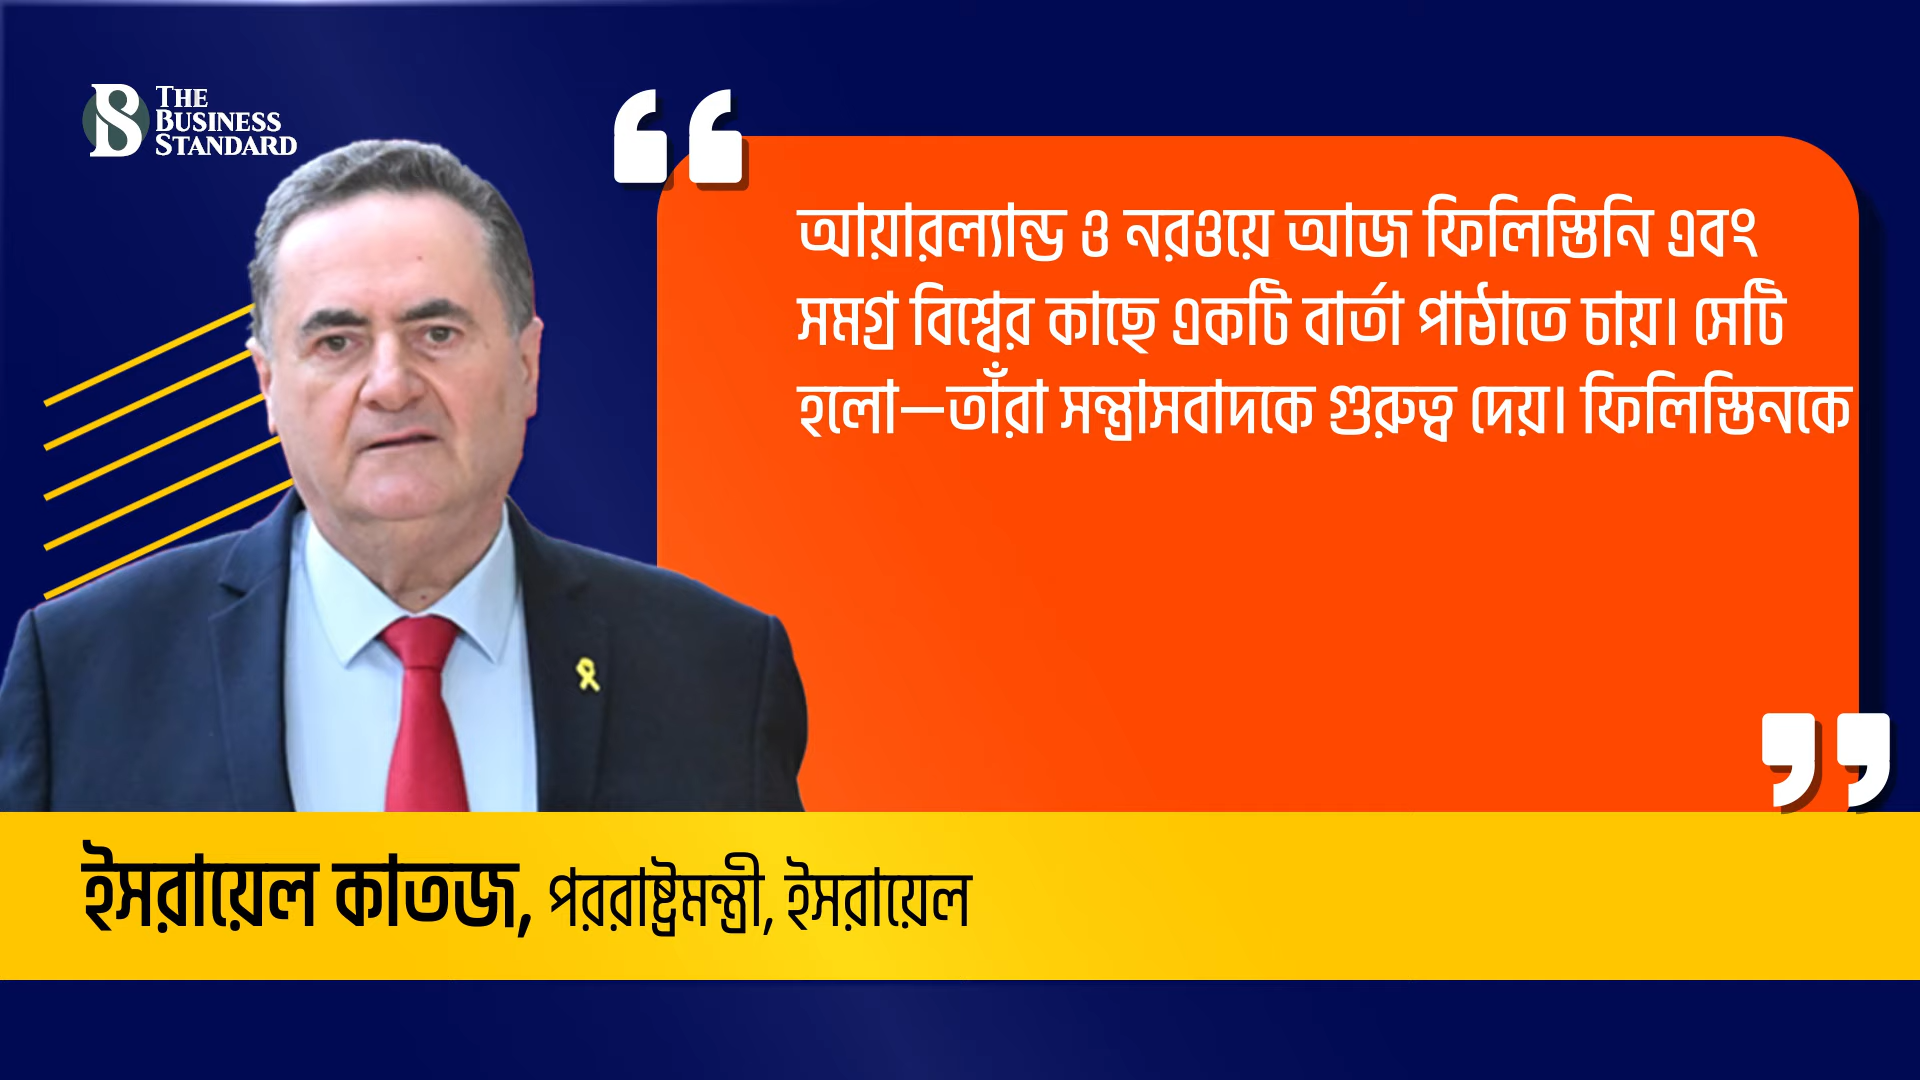 THE
BUSINESS
STANDARD
আয়ারল্যান্ড ও নরওয়ে আজ ফিলিস্তিনি এবং
সমগ্র বিশ্বের কাছে একটি বার্তা পাঠাতে চায়। সেটি
হলো—তাঁরা সন্ত্রাসবাদকে গুরুত্ব দেয়। ফিলিস্তিনকে
ইসরায়েল কাতজ, পররাষ্ট্রমন্ত্রী, ইসরায়েল